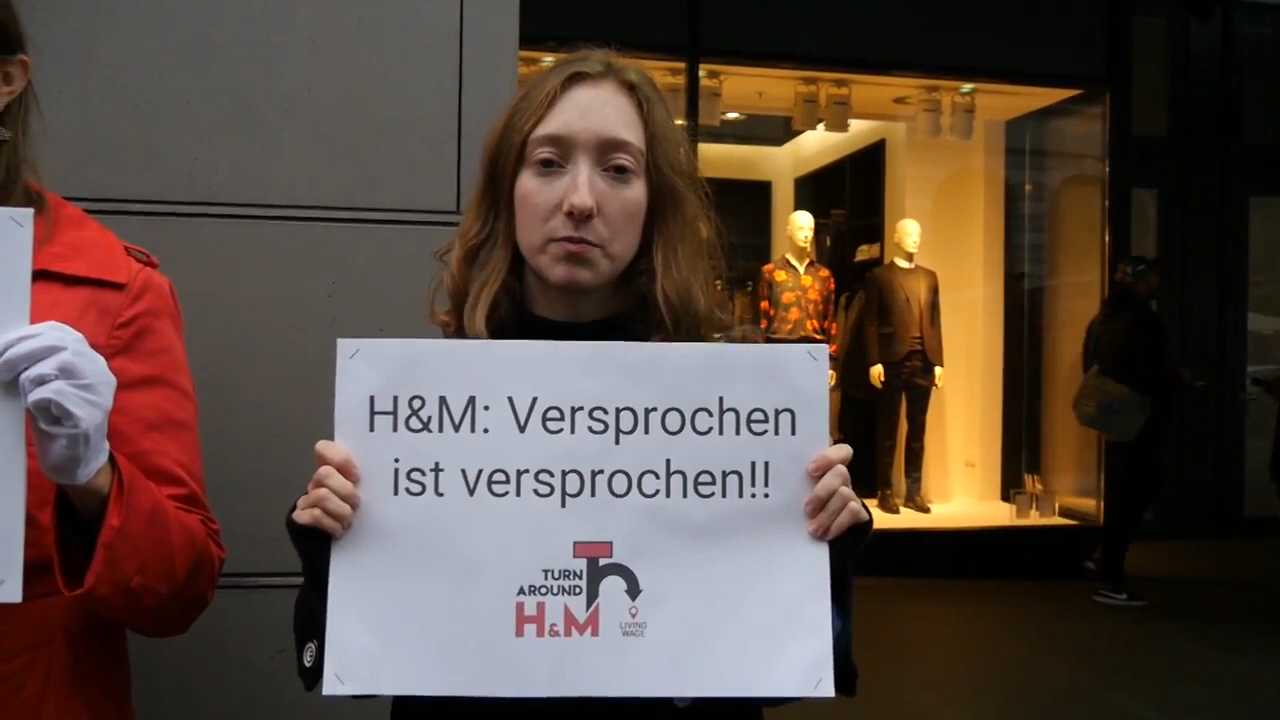 H&M: Versprochen
ist versprochen!!
TURN
AROUND
H&M
LIVING
WAGE